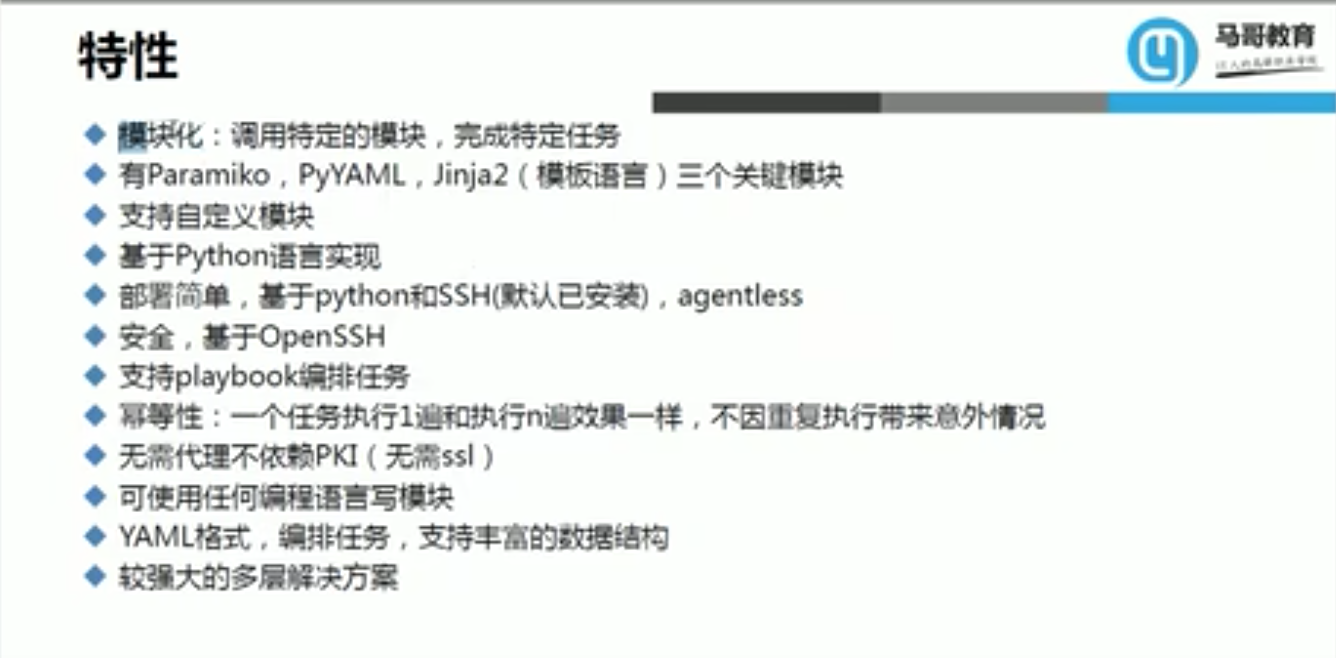 特性
马哥教育
模块化：调用特定的模块，完成特定任务
有Paramiko，PyYAML，Jinja2（模板语言）三个关键模块
支持自定义模块
基于Python语言实现
部署简单，基于python和SSH(默认已安装)，agentless
安全，基于OpenSSH
支持playbook编排任务
幂等性：一个任务执行1遍和执行n遍效果一样，不因重复执行带来意外情况
无需代理不依赖PKI（无需ssl）
可使用任何编程语言写模块
YAML格式，编排任务，支持丰富的数据结构
较强大的多层解决方案